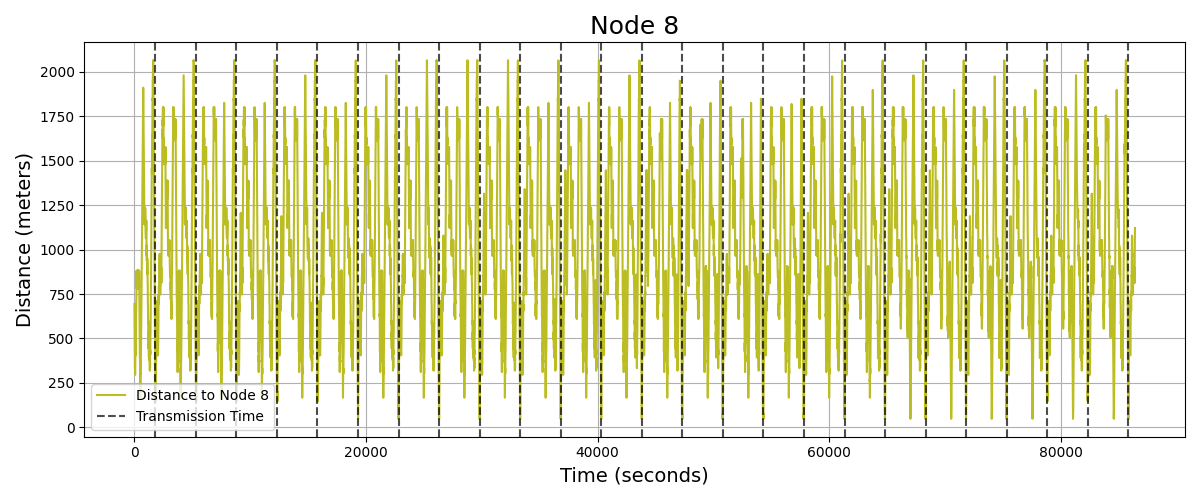 Node 8
Distance (meters)
2000
1750
1500
1250
1000
750
500
250
0
Distance to Node 8
Transmission Time
0 20000 40000 60000 80000
Time (seconds)